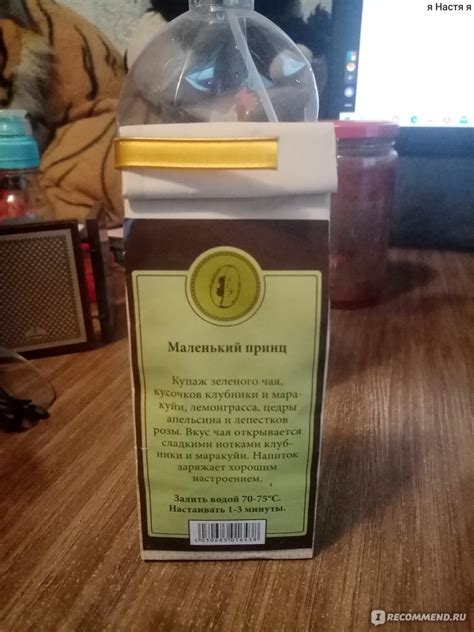 я Настя я
Маленький принц
Купаж зеленого чая,
кусочков клубники и мара-
куйи, лемонграсса, цедры
апельсина и лепестков
розы. Вкус чая открывается
сладкими нотками клуб-
ники и маракуйи. Напиток
заряжает хорошим
настроением.
Залить водой 70-75°С.
Настаивать 1-3 минуты.
IRECOMMEND.RU